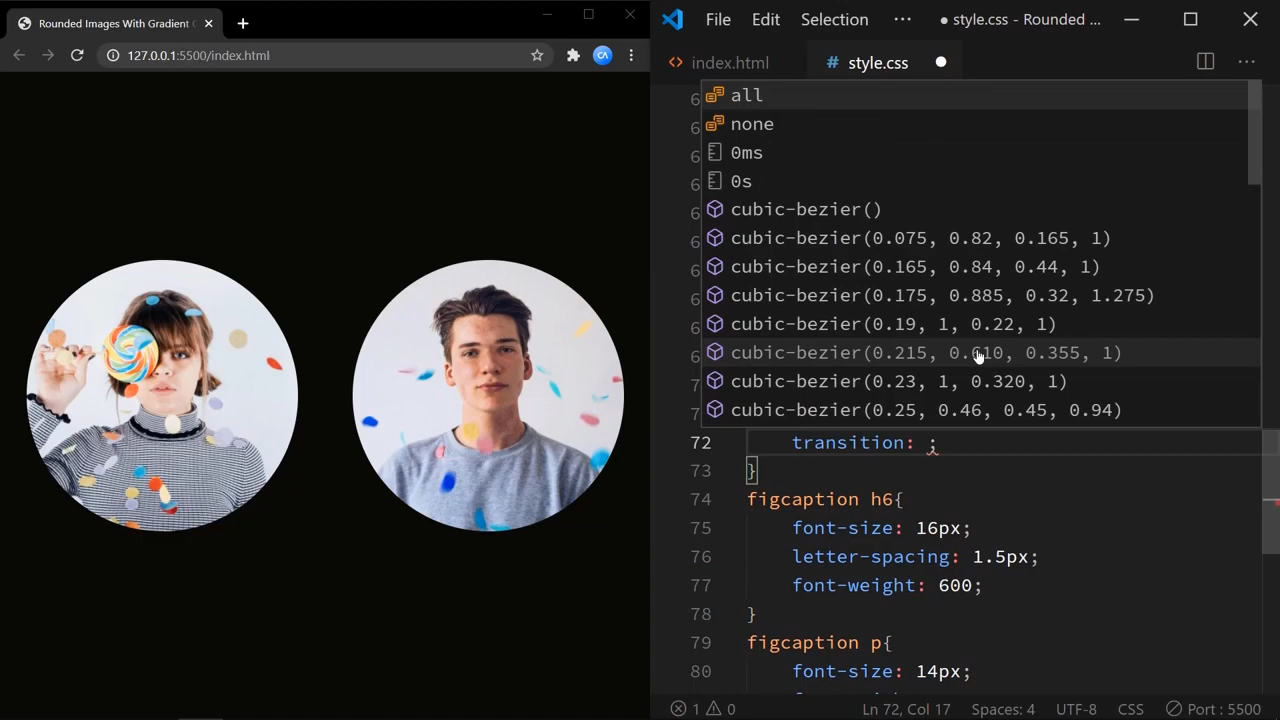 Rounded Images With Gradient
127.0.0.1:5500/index.html
File Edit Selection ··· ● style.css - Rounded ...
<> index.html # style.css ● ···
all
none
0ms
0s
cubic-bezier()
cubic-bezier(0.075, 0.82, 0.165, 1)
cubic-bezier(0.165, 0.84, 0.44, 1)
cubic-bezier(0.175, 0.885, 0.32, 1.275)
cubic-bezier(0.19, 1, 0.22, 1)
cubic-bezier(0.215, 0.610, 0.355, 1)
cubic-bezier(0.23, 1, 0.320, 1)
cubic-bezier(0.25, 0.46, 0.45, 0.94)
72 transition: ;
73 }
74 figcaption h6{
75 font-size: 16px;
76 letter-spacing: 1.5px;
77 font-weight: 600;
78 }
79 figcaption p{
80 font-size: 14px;
1 0 Ln 72, Col 17 Spaces: 4 UTF-8 CSS Port : 5500